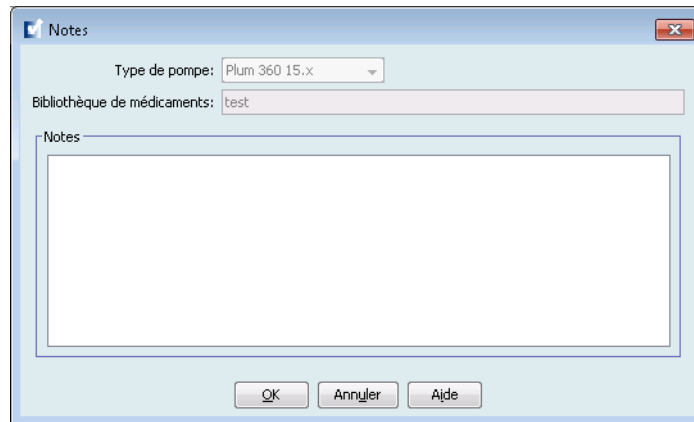 Notes
Type de pompe: Plum 360 15.x
Bibliothèque de médicaments: test
Notes
OK Annuler Aide